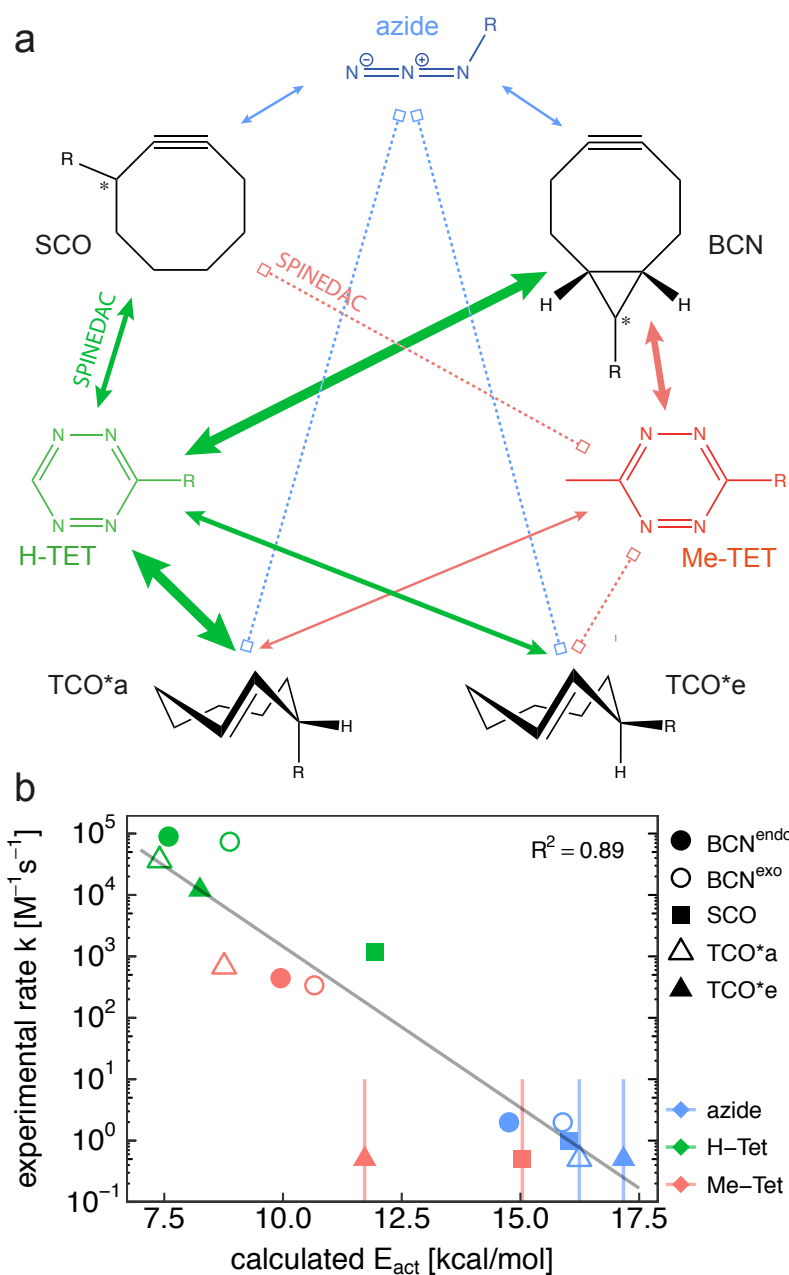 a
azide
R
N⊖=N⊕=N
R
*
SCO
BCN
SPINEDAC
SPINEDAC
H
H
*
R
N N
R
N N
H-TET
N N
R
N N
Me-TET
TCO*a
TCO*e
H
R
R
H
b
R² = 0.89
experimental rate k [M⁻¹s⁻¹]
10⁵
10⁴
10³
10²
10¹
10⁰
10⁻¹
7.5 10.0 12.5 15.0 17.5
calculated Eact [kcal/mol]
BCNendo
BCNexo
SCO
TCO*a
TCO*e
azide
H–Tet
Me–Tet